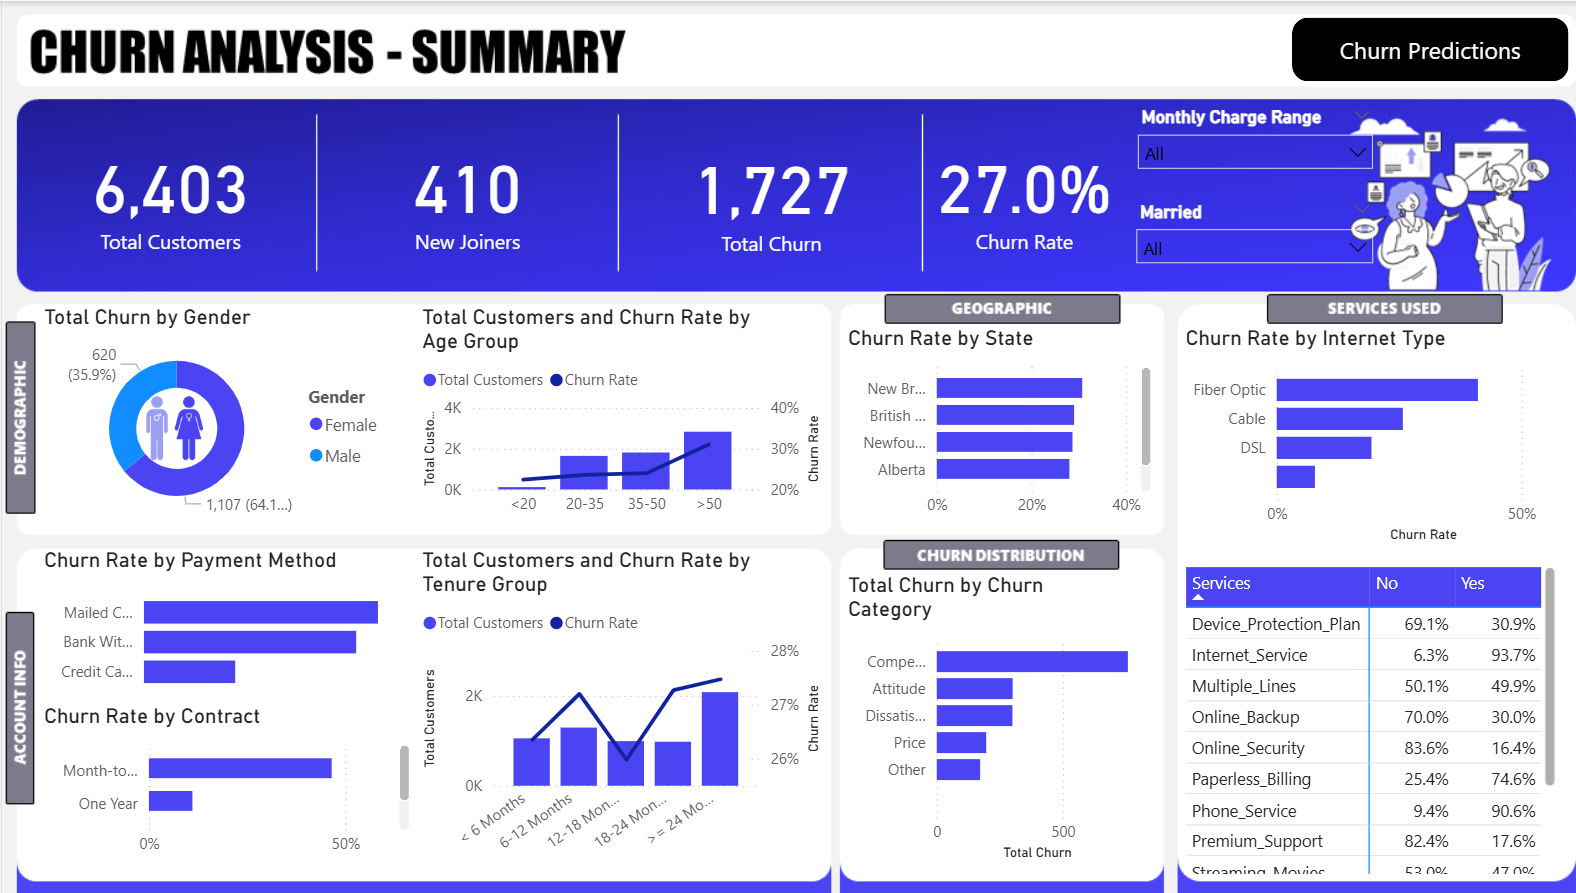 CHURN ANALYSIS - SUMMARY
Churn Predictions
6,403
Total Customers
410
New Joiners
1,727
Total Churn
27.0%
Churn Rate
Monthly Charge Range
All
Married
All
DEMOGRAPHIC
Total Churn by Gender
620
(35.9%)
1,107 (64.1...)
Gender
Female
Male
Total Customers and Churn Rate by
Age Group
Total Customers Churn Rate
Total Custo...
4K
2K
0K
40%
30%
20%
Churn Rate
<20 20-35 35-50 >50
GEOGRAPHIC
Churn Rate by State
New Br...
British ...
Newfou...
Alberta
0% 20% 40%
SERVICES USED
Churn Rate by Internet Type
Fiber Optic
Cable
DSL
0% 50%
Churn Rate
ACCOUNT INFO
Churn Rate by Payment Method
Mailed C...
Bank Wit...
Credit Ca...
Churn Rate by Contract
Month-to...
One Year
0% 50%
Total Customers and Churn Rate by
Tenure Group
Total Customers Churn Rate
Total Customers
2K
0K
28%
27%
26%
Churn Rate
< 6 Months
6-12 Months
12-18 Mon...
18-24 Mon...
>= 24 Mo...
CHURN DISTRIBUTION
Total Churn by Churn
Category
Compe...
Attitude
Dissatis...
Price
Other
0 500
Total Churn
Services No Yes
Device_Protection_Plan 69.1% 30.9%
Internet_Service 6.3% 93.7%
Multiple_Lines 50.1% 49.9%
Online_Backup 70.0% 30.0%
Online_Security 83.6% 16.4%
Paperless_Billing 25.4% 74.6%
Phone_Service 9.4% 90.6%
Premium_Support 82.4% 17.6%
Streaming_Movies 53.0% 47.0%